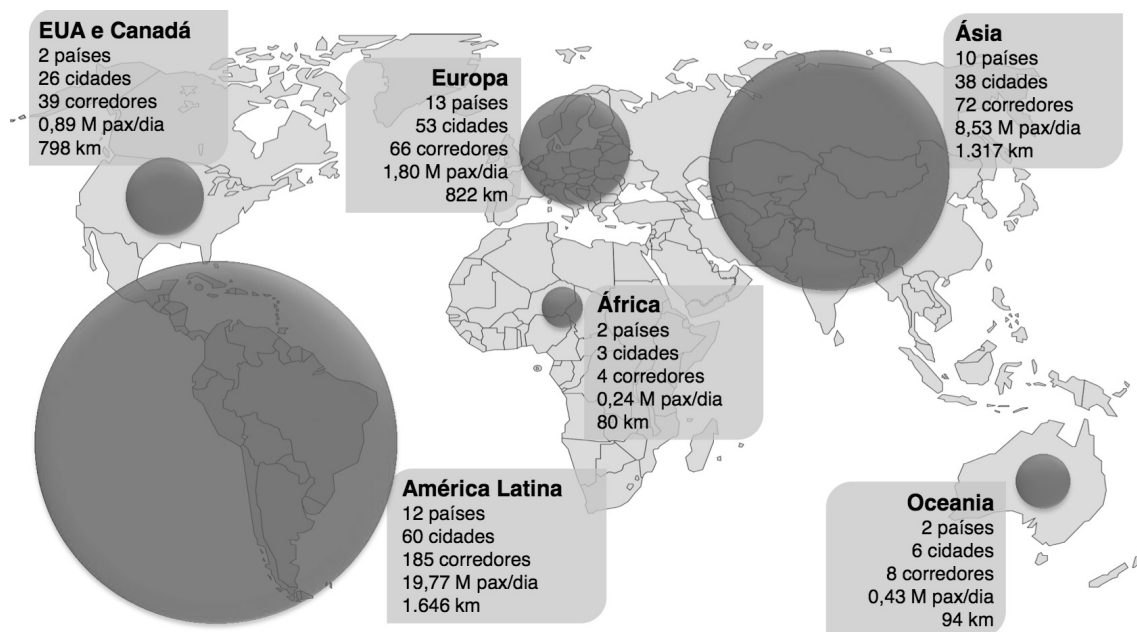 EUA e Canadá
2 países
26 cidades
39 corredores
0,89 M pax/dia
798 km
Europa
13 países
53 cidades
66 corredores
1,80 M pax/dia
822 km
Ásia
10 países
38 cidades
72 corredores
8,53 M pax/dia
1.317 km
África
2 países
3 cidades
4 corredores
0,24 M pax/dia
80 km
América Latina
12 países
60 cidades
185 corredores
19,77 M pax/dia
1.646 km
Oceania
2 países
6 cidades
8 corredores
0,43 M pax/dia
94 km